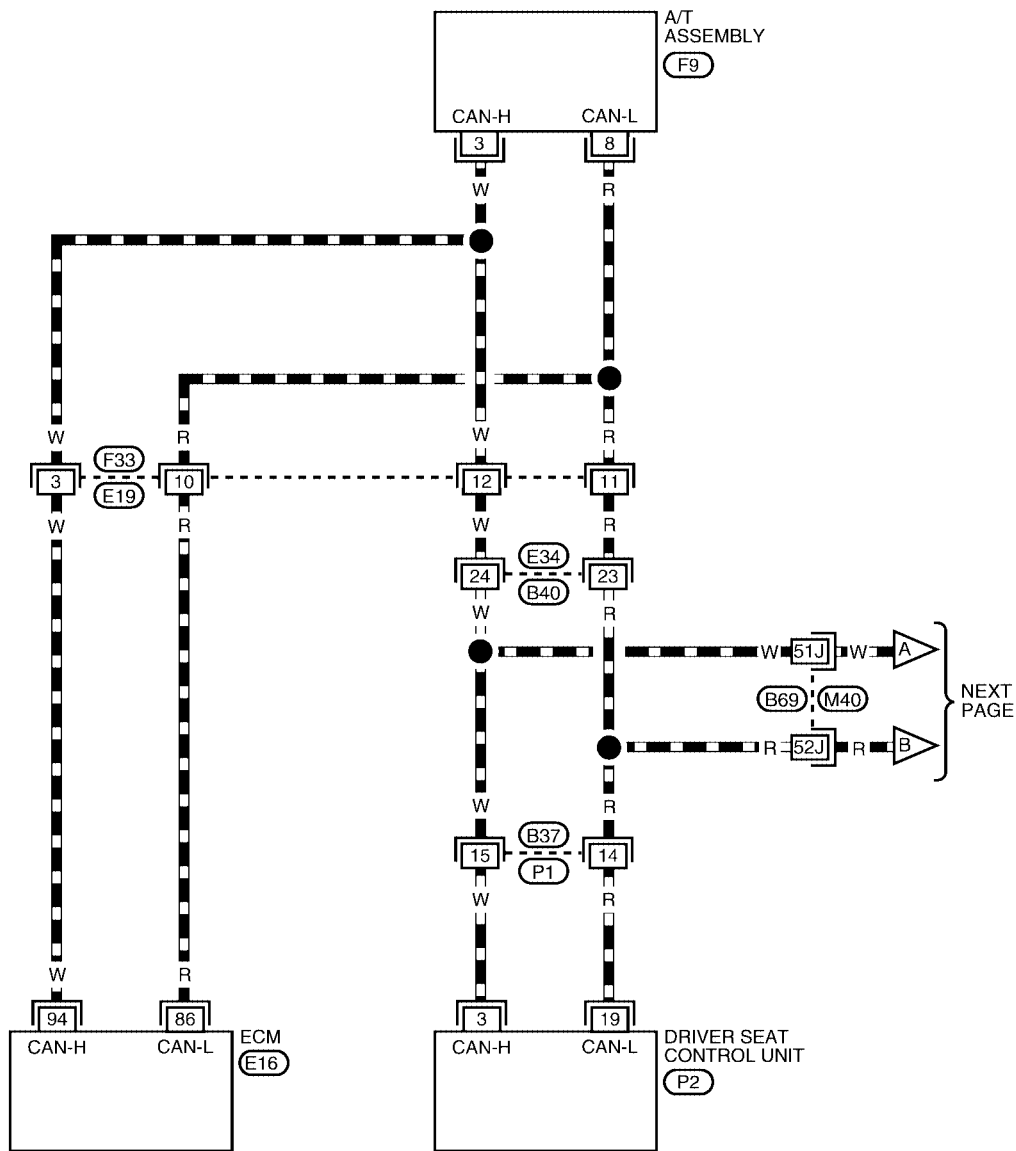 A/T
ASSEMBLY
F9
CAN-H CAN-L
3 8
W R
W R W R
F33
3 10 12 11
E19
W R W R
E34
24 23
B40
W R
W 51J W A
B69 M40
NEXT
PAGE
R 52J R B
W R
B37
15 14
P1
W R
W R
94 86 ECM
CAN-H CAN-L
E16
3 19 DRIVER SEAT
CONTROL UNIT
CAN-H CAN-L
P2